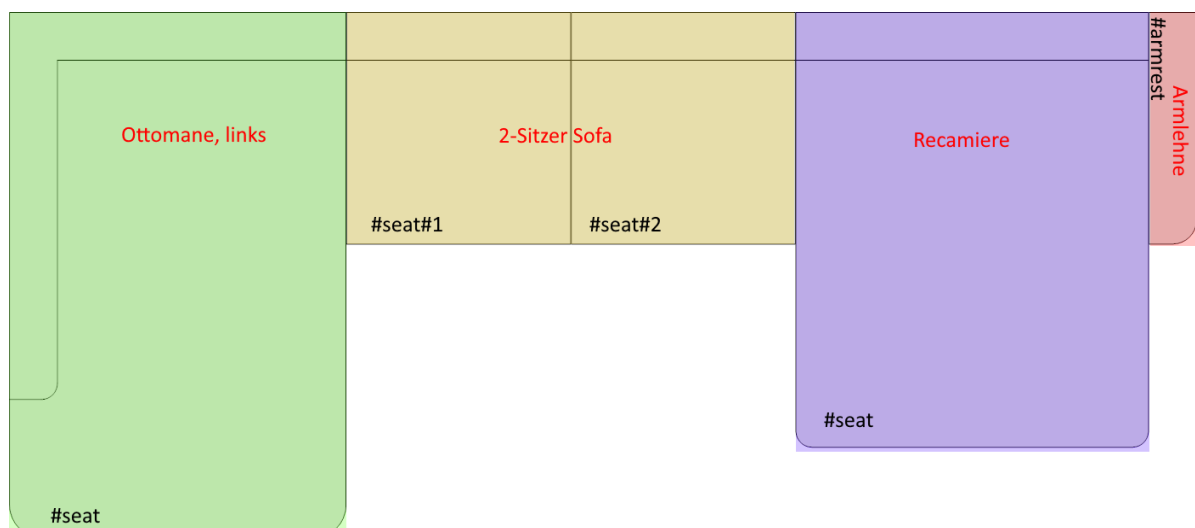 Ottomane, links
2-Sitzer Sofa
Recamiere
#armrest
Armlehne
#seat#1
#seat#2
#seat
#seat